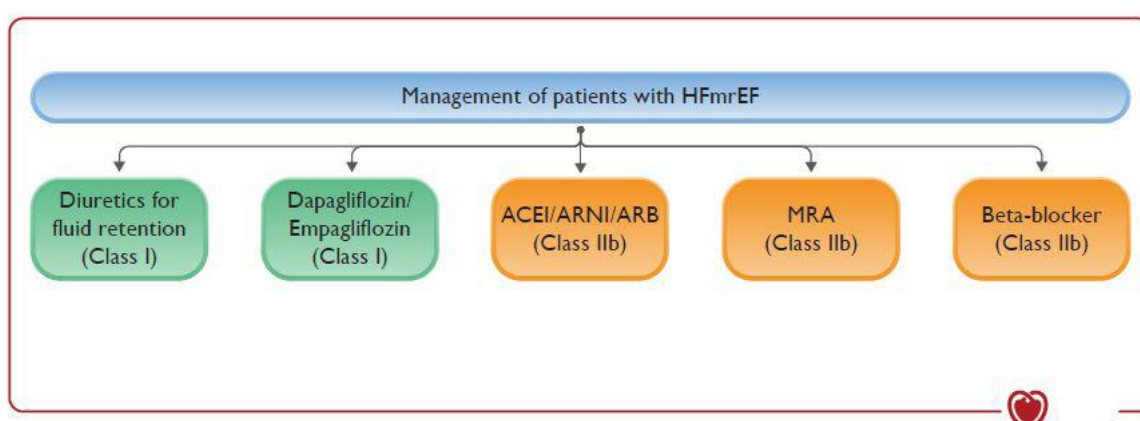 Management of patients with HFmrEF
Diuretics for
fluid retention
(Class I)
Dapagliflozin/
Empagliflozin
(Class I)
ACEI/ARNI/ARB
(Class IIb)
MRA
(Class IIb)
Beta-blocker
(Class IIb)